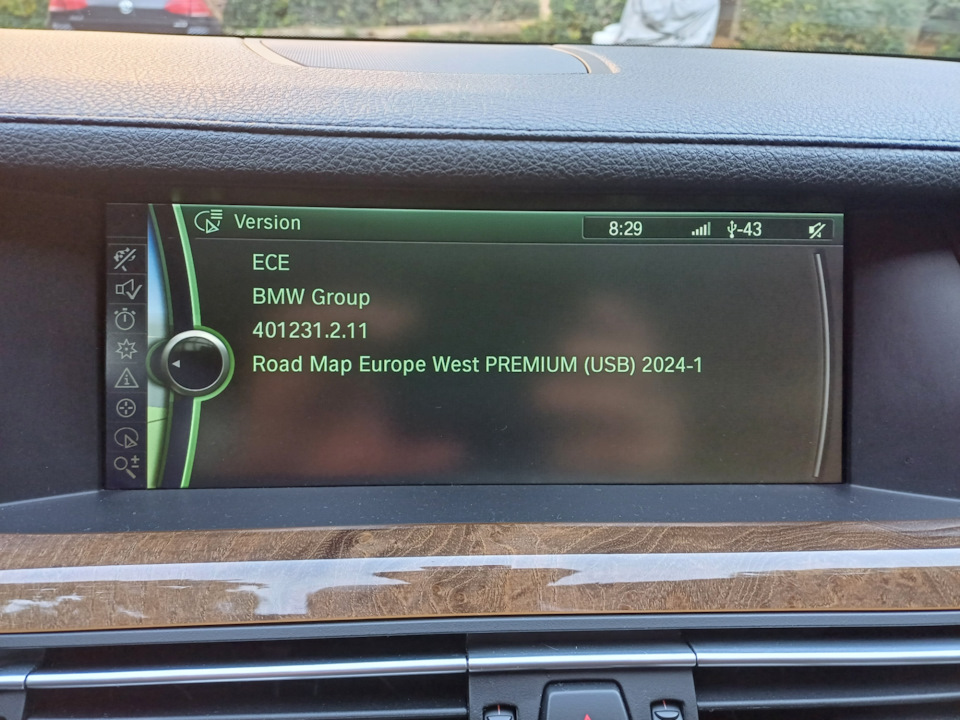 Version
8:29
-43
ECE
BMW Group
401231.2.11
Road Map Europe West PREMIUM (USB) 2024-1